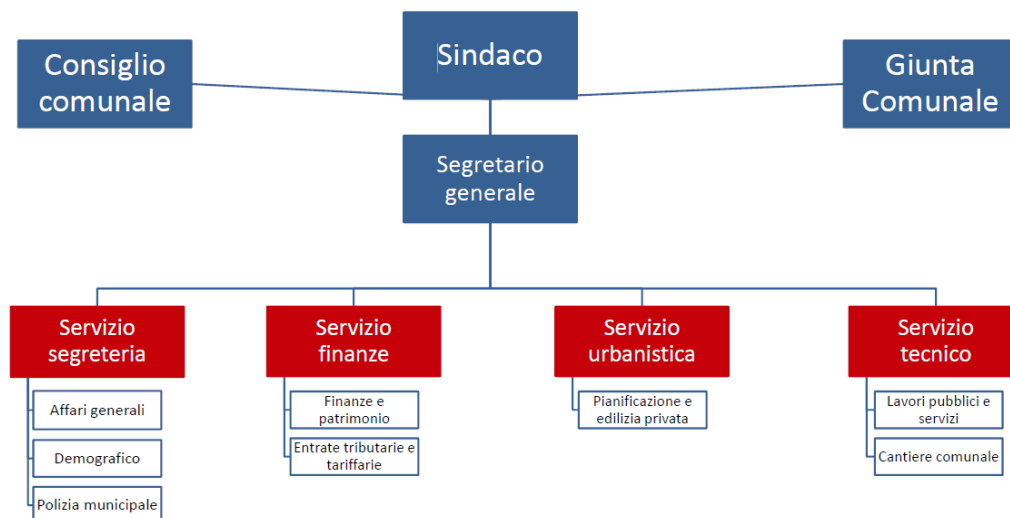 Sindaco
Consiglio
comunale
Giunta
Comunale
Segretario
generale
Servizio
segreteria
Servizio
finanze
Servizio
urbanistica
Servizio
tecnico
Affari generali
Demografico
Polizia municipale
Finanze e
patrimonio
Entrate tributarie e
tariffarie
Pianificazione e
edilizia privata
Lavori pubblici e
servizi
Cantiere comunale